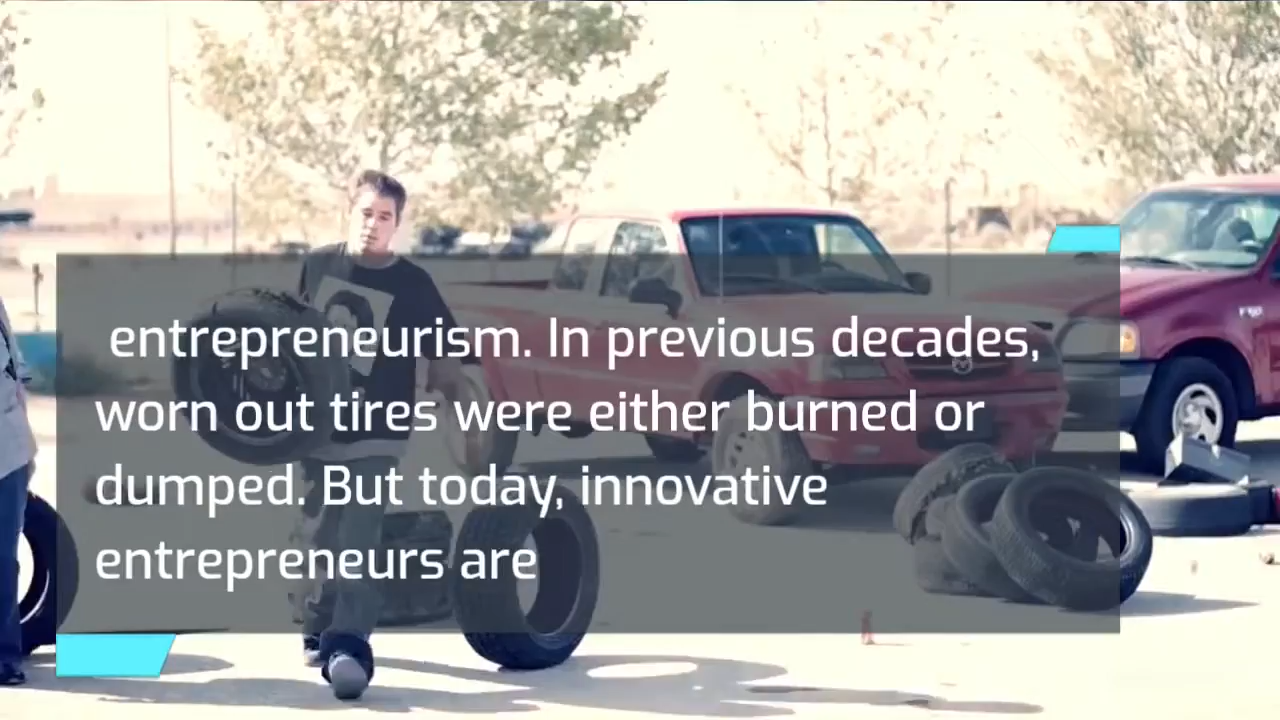 entrepreneurism. In previous decades,
worn out tires were either burned or
dumped. But today, innovative
entrepreneurs are